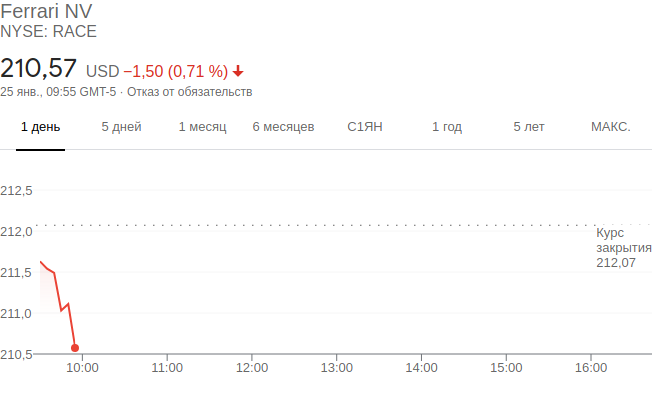 Ferrari NV
NYSE: RACE
210,57 USD −1,50 (0,71 %)
25 янв., 09:55 GMT-5 · Отказ от обязательств
1 день 5 дней 1 месяц 6 месяцев С1ЯН 1 год 5 лет МАКС.
212,5
212,0
Курс
закрытия
212,07
211,5
211,0
210,5
10:00 11:00 12:00 13:00 14:00 15:00 16:00